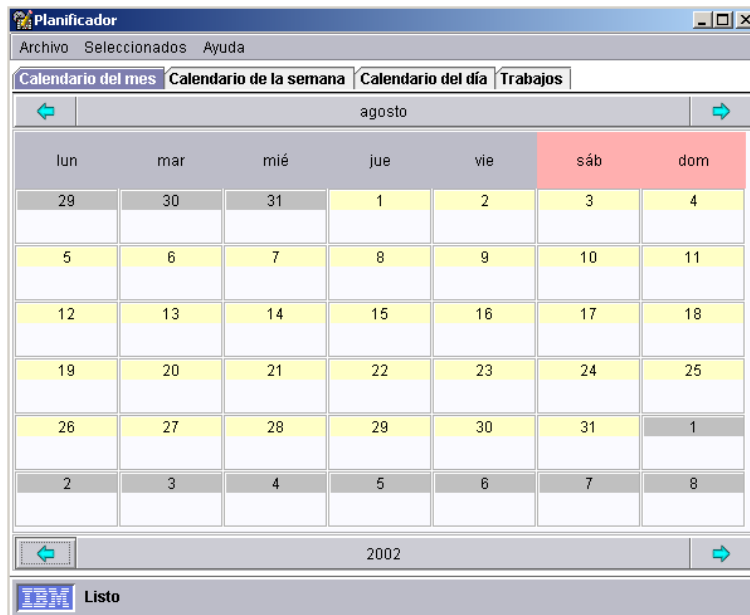 Planificador
Archivo Seleccionados Ayuda
Calendario del mes Calendario de la semana Calendario del día Trabajos
agosto
lun mar mié jue vie sáb dom
29 30 31 1 2 3 4
5 6 7 8 9 10 11
12 13 14 15 16 17 18
19 20 21 22 23 24 25
26 27 28 29 30 31 1
2 3 4 5 6 7 8
2002
IBM Listo